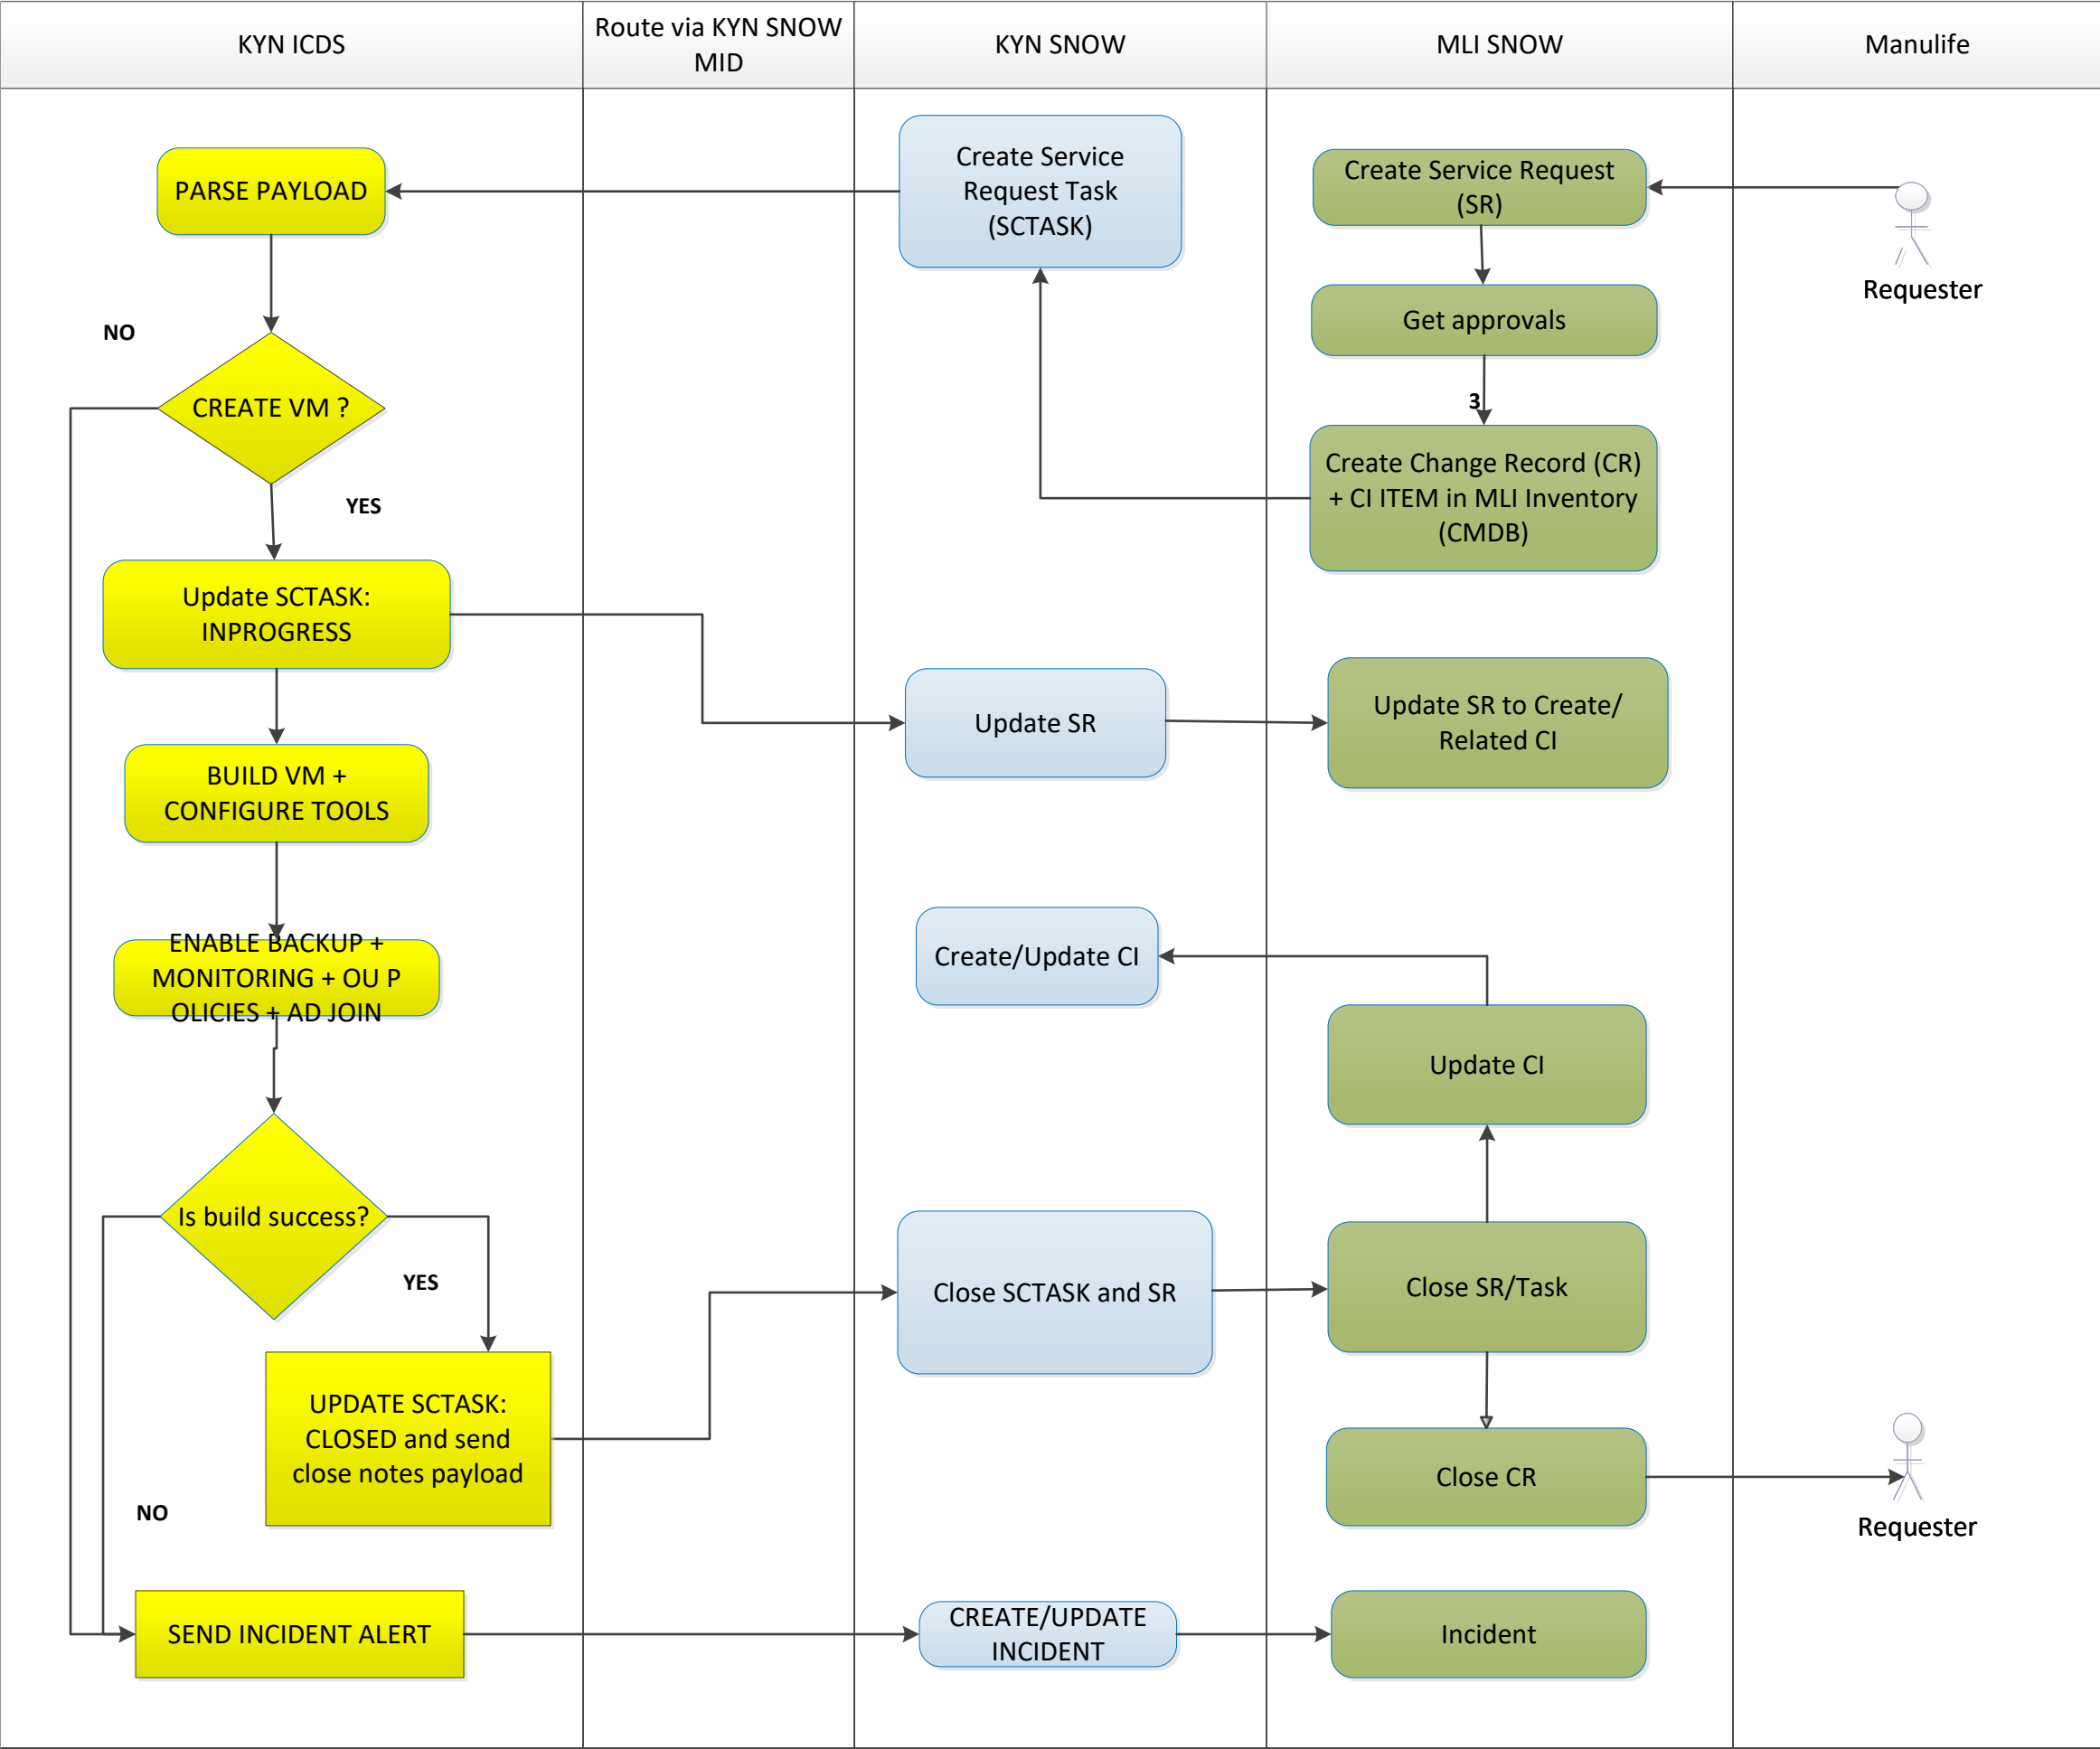 KYN ICDS
Route via KYN SNOW
MID
KYN SNOW
MLI SNOW
Manulife
PARSE PAYLOAD
Create Service
Request Task
(SCTASK)
Create Service Request
(SR)
Requester
Get approvals
NO
CREATE VM ?
3
Create Change Record (CR)
+ CI ITEM in MLI Inventory
(CMDB)
YES
Update SCTASK:
INPROGRESS
Update SR
Update SR to Create/
Related CI
BUILD VM +
CONFIGURE TOOLS
ENABLE BACKUP +
MONITORING + OU P
OLICIES + AD JOIN
Create/Update CI
Update CI
Is build success?
YES
Close SCTASK and SR
Close SR/Task
UPDATE SCTASK:
CLOSED and send
close notes payload
Close CR
Requester
NO
SEND INCIDENT ALERT
CREATE/UPDATE
INCIDENT
Incident